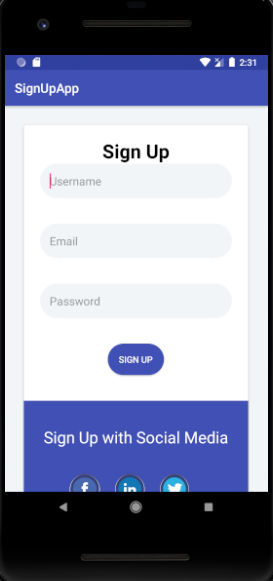 2:31
SignUpApp
Sign Up
Username
Email
Password
SIGN UP
Sign Up with Social Media
f in